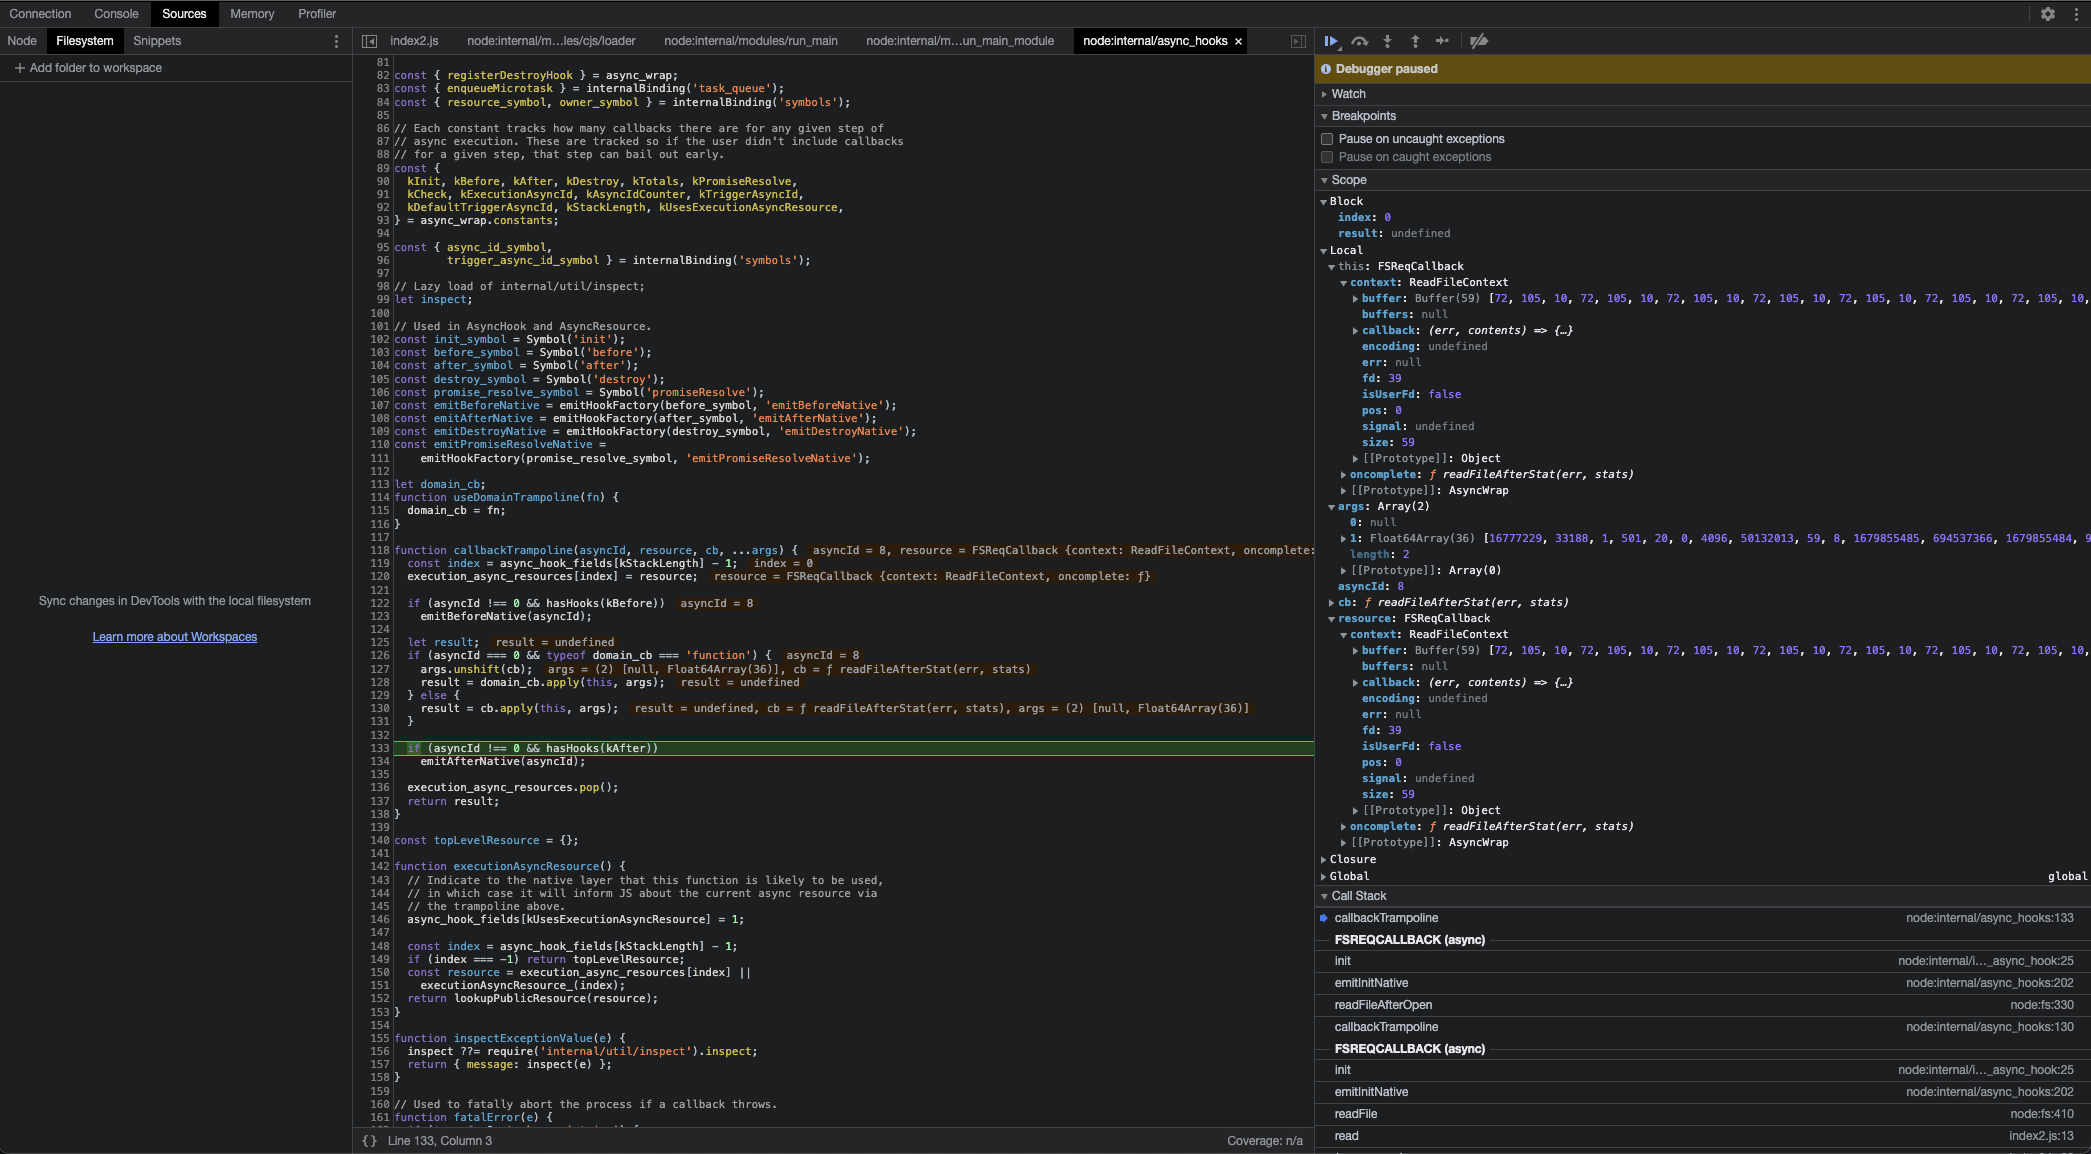 Connection Console Sources Memory Profiler
Node Filesystem Snippets
index2.js node:internal/m…les/cjs/loader node:internal/modules/run_main node:internal/m…un_main_module node:internal/async_hooks ×
+ Add folder to workspace
Sync changes in DevTools with the local filesystem
Learn more about Workspaces
81
82 const { registerDestroyHook } = async_wrap;
83 const { enqueueMicrotask } = internalBinding('task_queue');
84 const { resource_symbol, owner_symbol } = internalBinding('symbols');
85
86 // Each constant tracks how many callbacks there are for any given step of
87 // async execution. These are tracked so if the user didn't include callbacks
88 // for a given step, that step can bail out early.
89 const {
90   kInit, kBefore, kAfter, kDestroy, kTotals, kPromiseResolve,
91   kCheck, kExecutionAsyncId, kAsyncIdCounter, kTriggerAsyncId,
92   kDefaultTriggerAsyncId, kStackLength, kUsesExecutionAsyncResource,
93 } = async_wrap.constants;
94
95 const { async_id_symbol,
96         trigger_async_id_symbol } = internalBinding('symbols');
97
98 // Lazy load of internal/util/inspect;
99 let inspect;
100
101 // Used in AsyncHook and AsyncResource.
102 const init_symbol = Symbol('init');
103 const before_symbol = Symbol('before');
104 const after_symbol = Symbol('after');
105 const destroy_symbol = Symbol('destroy');
106 const promise_resolve_symbol = Symbol('promiseResolve');
107 const emitBeforeNative = emitHookFactory(before_symbol, 'emitBeforeNative');
108 const emitAfterNative = emitHookFactory(after_symbol, 'emitAfterNative');
109 const emitDestroyNative = emitHookFactory(destroy_symbol, 'emitDestroyNative');
110 const emitPromiseResolveNative =
111     emitHookFactory(promise_resolve_symbol, 'emitPromiseResolveNative');
112
113 let domain_cb;
114 function useDomainTrampoline(fn) {
115   domain_cb = fn;
116 }
117
118 function callbackTrampoline(asyncId, resource, cb, ...args) { asyncId = 8, resource = FSReqCallback {context: ReadFileContext, oncomplete:
119   const index = async_hook_fields[kStackLength] - 1; index = 0
120   execution_async_resources[index] = resource; resource = FSReqCallback {context: ReadFileContext, oncomplete: ƒ}
121
122   if (asyncId !== 0 && hasHooks(kBefore)) asyncId = 8
123     emitBeforeNative(asyncId);
124
125   let result; result = undefined
126   if (asyncId === 0 && typeof domain_cb === 'function') { asyncId = 8
127     args.unshift(cb); args = (2) [null, Float64Array(36)], cb = ƒ readFileAfterStat(err, stats)
128     result = domain_cb.apply(this, args); result = undefined
129   } else {
130     result = cb.apply(this, args); result = undefined, cb = ƒ readFileAfterStat(err, stats), args = (2) [null, Float64Array(36)]
131   }
132
133   if (asyncId !== 0 && hasHooks(kAfter))
134     emitAfterNative(asyncId);
135
136   execution_async_resources.pop();
137   return result;
138 }
139
140 const topLevelResource = {};
141
142 function executionAsyncResource() {
143   // Indicate to the native layer that this function is likely to be used,
144   // in which case it will inform JS about the current async resource via
145   // the trampoline above.
146   async_hook_fields[kUsesExecutionAsyncResource] = 1;
147
148   const index = async_hook_fields[kStackLength] - 1;
149   if (index === -1) return topLevelResource;
150   const resource = execution_async_resources[index] ||
151     executionAsyncResource_(index);
152   return lookupPublicResource(resource);
153 }
154
155 function inspectExceptionValue(e) {
156   inspect ??= require('internal/util/inspect').inspect;
157   return { message: inspect(e) };
158 }
159
160 // Used to fatally abort the process if a callback throws.
161 function fatalError(e) {
{} Line 133, Column 3 Coverage: n/a
Debugger paused
Watch
Breakpoints
Pause on uncaught exceptions
Pause on caught exceptions
Scope
Block
index: 0
result: undefined
Local
this: FSReqCallback
context: ReadFileContext
buffer: Buffer(59) [72, 105, 10, 72, 105, 10, 72, 105, 10, 72, 105, 10, 72, 105, 10, 72, 105, 10,
buffers: null
callback: (err, contents) => {…}
encoding: undefined
err: null
fd: 39
isUserFd: false
pos: 0
signal: undefined
size: 59
[[Prototype]]: Object
oncomplete: ƒ readFileAfterStat(err, stats)
[[Prototype]]: AsyncWrap
args: Array(2)
0: null
1: Float64Array(36) [16777229, 33188, 1, 501, 20, 0, 4096, 50132013, 59, 8, 1679855485, 694537366, 1679855484, 9
length: 2
[[Prototype]]: Array(0)
asyncId: 8
cb: ƒ readFileAfterStat(err, stats)
resource: FSReqCallback
context: ReadFileContext
buffer: Buffer(59) [72, 105, 10, 72, 105, 10, 72, 105, 10, 72, 105, 10, 72, 105, 10, 72, 105, 10,
buffers: null
callback: (err, contents) => {…}
encoding: undefined
err: null
fd: 39
isUserFd: false
pos: 0
signal: undefined
size: 59
[[Prototype]]: Object
oncomplete: ƒ readFileAfterStat(err, stats)
[[Prototype]]: AsyncWrap
Closure
Global global
Call Stack
callbackTrampoline node:internal/async_hooks:133
FSREQCALLBACK (async)
init node:internal/i…_async_hook:25
emitInitNative node:internal/async_hooks:202
readFileAfterOpen node:fs:330
callbackTrampoline node:internal/async_hooks:130
FSREQCALLBACK (async)
init node:internal/i…_async_hook:25
emitInitNative node:internal/async_hooks:202
readFile node:fs:410
read index2.js:13